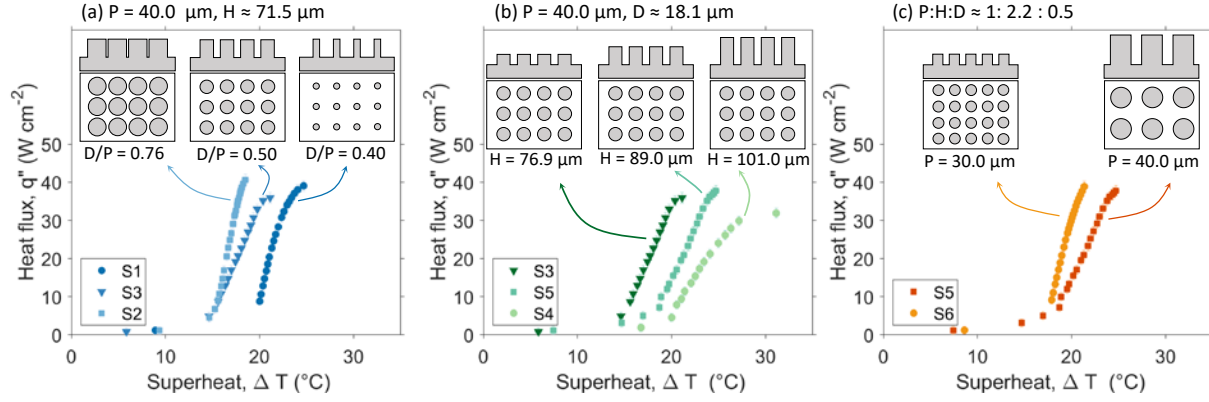 (a) P = 40.0 μm, H ≈ 71.5 μm
D/P = 0.76
D/P = 0.50
D/P = 0.40
Heat flux, q" (W cm⁻²)
50
40
30
20
10
0
S1
S3
S2
0
10
20
30
Superheat, Δ T (°C)
(b) P = 40.0 μm, D ≈ 18.1 μm
H = 76.9 μm
H = 89.0 μm
H = 101.0 μm
Heat flux, q" (W cm⁻²)
50
40
30
20
10
0
S3
S5
S4
0
10
20
30
Superheat, Δ T (°C)
(c) P:H:D ≈ 1: 2.2 : 0.5
P = 30.0 μm
P = 40.0 μm
Heat flux, q" (W cm⁻²)
50
40
30
20
10
0
S5
S6
0
10
20
30
Superheat, Δ T (°C)